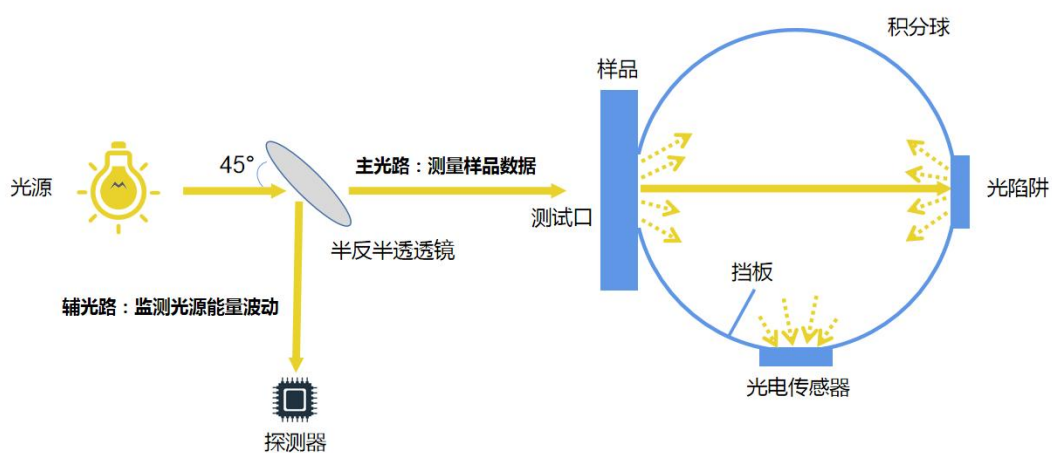 积分球
样品
45°
主光路：测量样品数据
光源
光陷阱
测试口
半反半透透镜
挡板
辅光路：监测光源能量波动
光电传感器
探测器